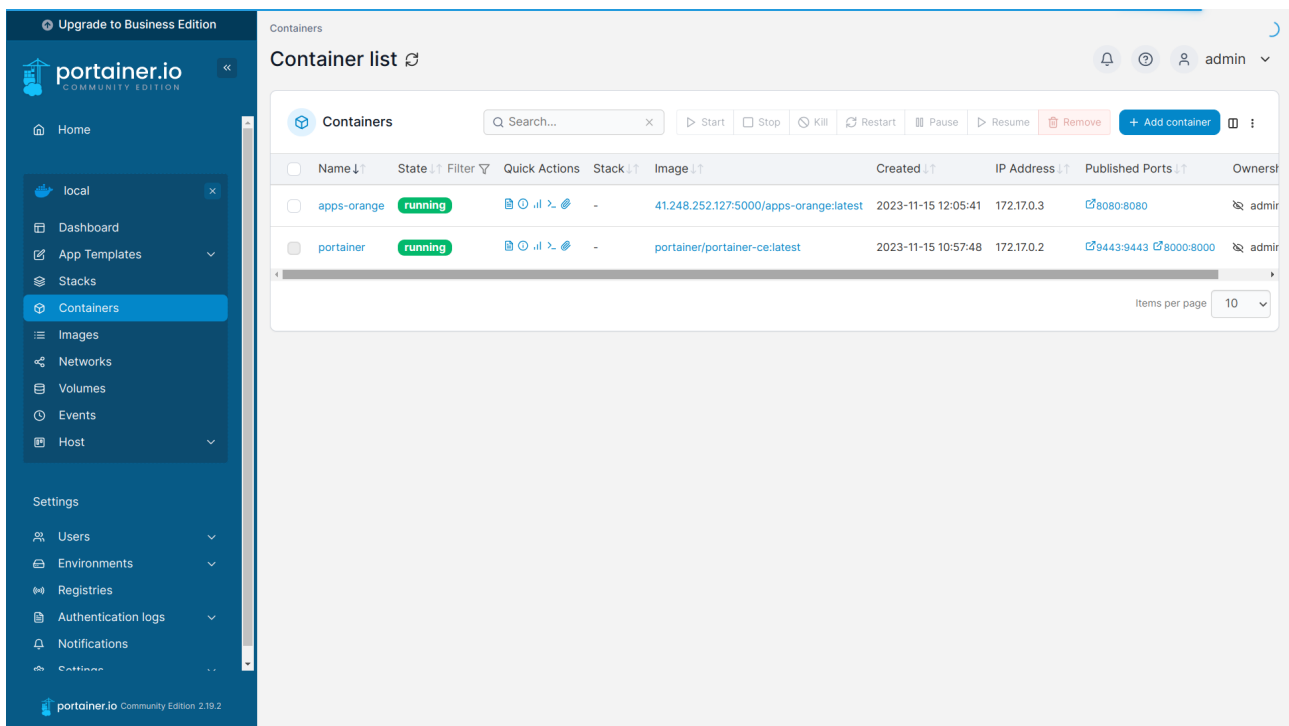 Upgrade to Business Edition
portainer.io
COMMUNITY EDITION
Home
local
Dashboard
App Templates
Stacks
Containers
Images
Networks
Volumes
Events
Host
Settings
Users
Environments
Registries
Authentication logs
Notifications
Settings
portainer.io Community Edition 2.19.2
Containers
Container list
admin
Containers Search... Start Stop Kill Restart Pause Resume Remove + Add container
Name State Filter Quick Actions Stack Image Created IP Address Published Ports Ownersh
apps-orange running - 41.248.252.127:5000/apps-orange:latest 2023-11-15 12:05:41 172.17.0.3 8080:8080 admin
portainer running - portainer/portainer-ce:latest 2023-11-15 10:57:48 172.17.0.2 9443:9443 8000:8000 admin
Items per page 10